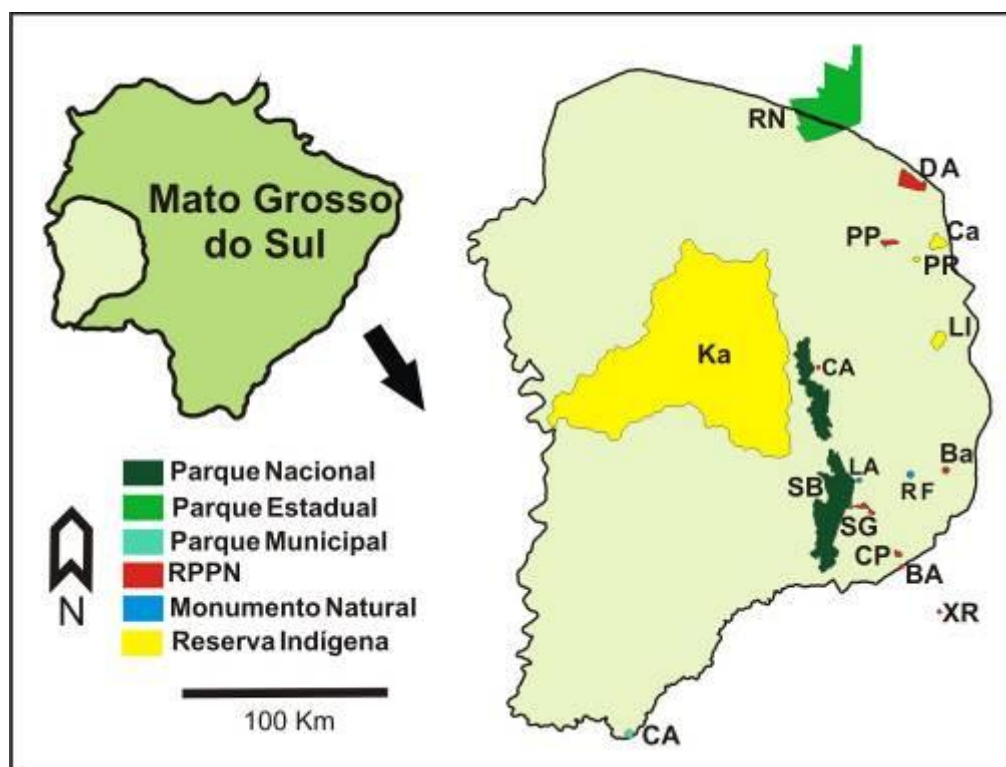 Mato Grosso
do Sul
Parque Nacional
Parque Estadual
Parque Municipal
RPPN
Monumento Natural
Reserva Indígena
N
100 Km
RN
DA
PP
Ca
PR
LI
Ka
CA
SB
LA
RF
Ba
SG
CP
BA
XR
CA